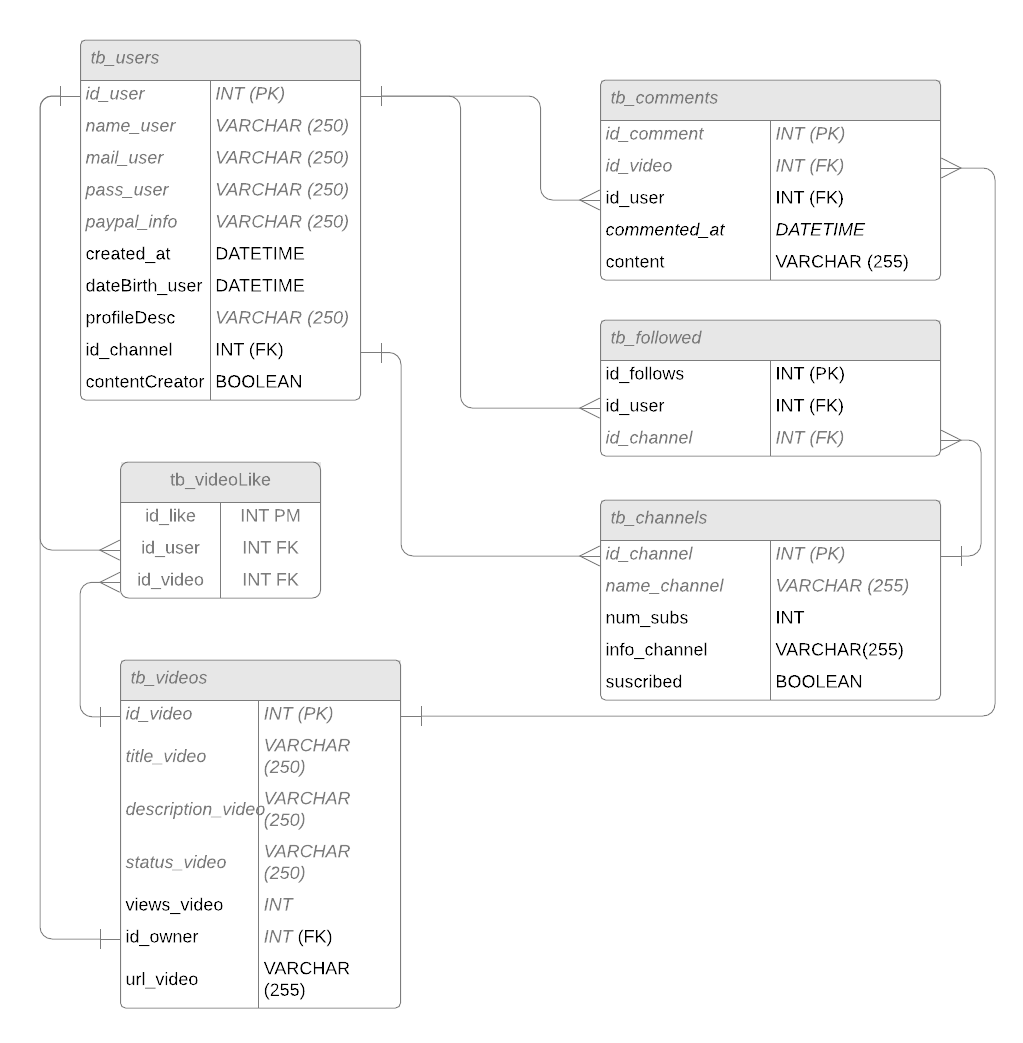 tb_users
id_user INT (PK)
name_user VARCHAR (250)
mail_user VARCHAR (250)
pass_user VARCHAR (250)
paypal_info VARCHAR (250)
created_at DATETIME
dateBirth_user DATETIME
profileDesc VARCHAR (250)
id_channel INT (FK)
contentCreator BOOLEAN
tb_comments
id_comment INT (PK)
id_video INT (FK)
id_user INT (FK)
commented_at DATETIME
content VARCHAR (255)
tb_followed
id_follows INT (PK)
id_user INT (FK)
id_channel INT (FK)
tb_videoLike
id_like INT PM
id_user INT FK
id_video INT FK
tb_channels
id_channel INT (PK)
name_channel VARCHAR (255)
num_subs INT
info_channel VARCHAR(255)
suscribed BOOLEAN
tb_videos
id_video INT (PK)
title_video VARCHAR
(250)
description_video VARCHAR
(250)
status_video VARCHAR
(250)
views_video INT
id_owner INT (FK)
url_video VARCHAR
(255)